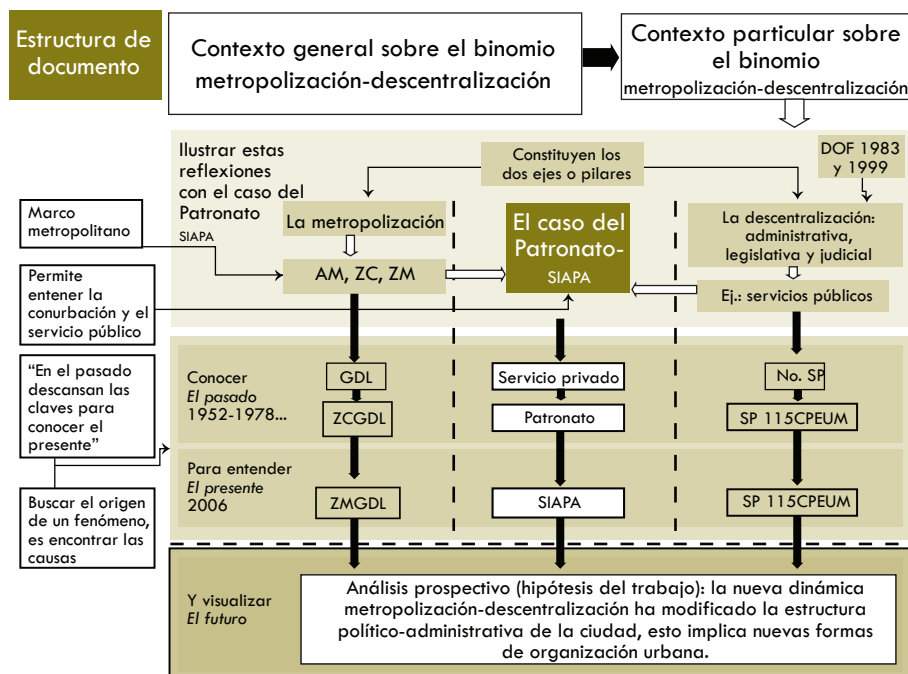 Estructura de
documento
Contexto general sobre el binomio
metropolización-descentralización
Contexto particular sobre
el binomio
metropolización-descentralización
Ilustrar estas
reflexiones
con el caso del
Patronato
SIAPA
Constituyen los
dos ejes o pilares
DOF 1983
y 1999
Marco
metropolitano
La metropolización
El caso del
Patronato-
SIAPA
La descentralización:
administrativa,
legislativa y judicial
AM, ZC, ZM
Ej.: servicios públicos
Permite
entener la
conurbación y el
servicio público
"En el pasado
descansan las
claves para
conocer el
presente"
Conocer
El pasado
1952-1978...
GDL
Servicio privado
No. SP
ZCGDL
Patronato
SP 115CPEUM
Buscar el origen
de un fenómeno,
es encontrar las
causas
Para entender
El presente
2006
ZMGDL
SIAPA
SP 115CPEUM
Y visualizar
El futuro
Análisis prospectivo (hipótesis del trabajo): la nueva dinámica
metropolización-descentralización ha modificado la estructura
político-administrativa de la ciudad, esto implica nuevas formas
de organización urbana.